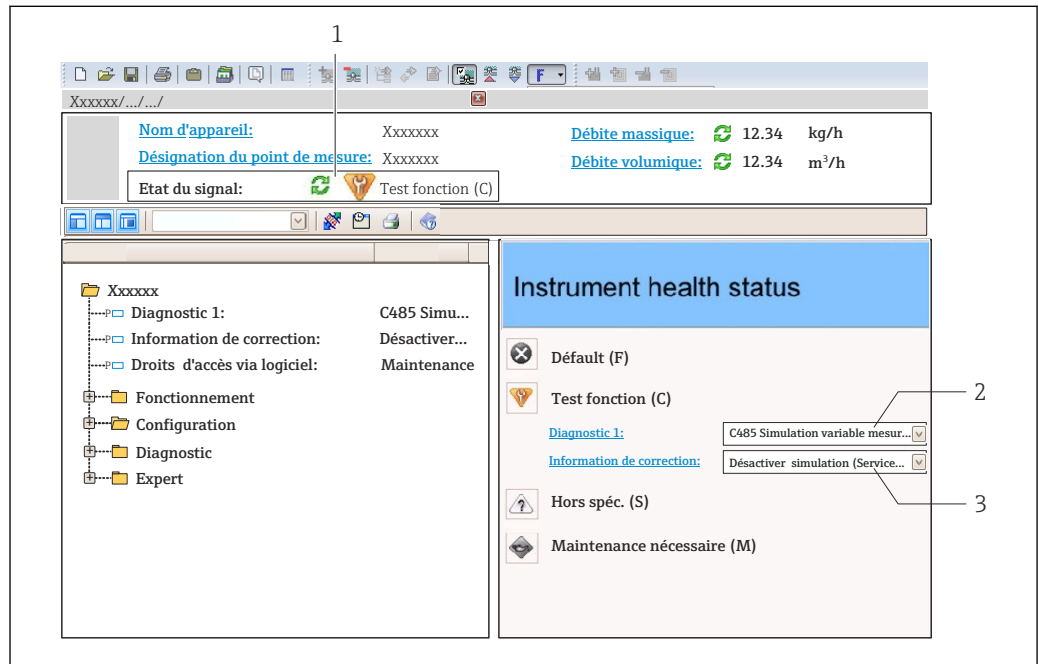 1
F
Xxxxxx/.../.../
Nom d'appareil: Xxxxxxx Débite massique: 12.34 kg/h
Désignation du point de mesure: Xxxxxxx Débite volumique: 12.34 m³/h
Etat du signal: Test fonction (C)
Xxxxxx
P Diagnostic 1: C485 Simu...
P Information de correction: Désactiver...
P Droits d'accès via logiciel: Maintenance
Fonctionnement
Configuration
Diagnostic
Expert
Instrument health status
Défault (F)
Test fonction (C)
2
Diagnostic 1: C485 Simulation variable mesur...
Information de correction: Désactiver simulation (Service...
Hors spéc. (S)
3
Maintenance nécessaire (M)